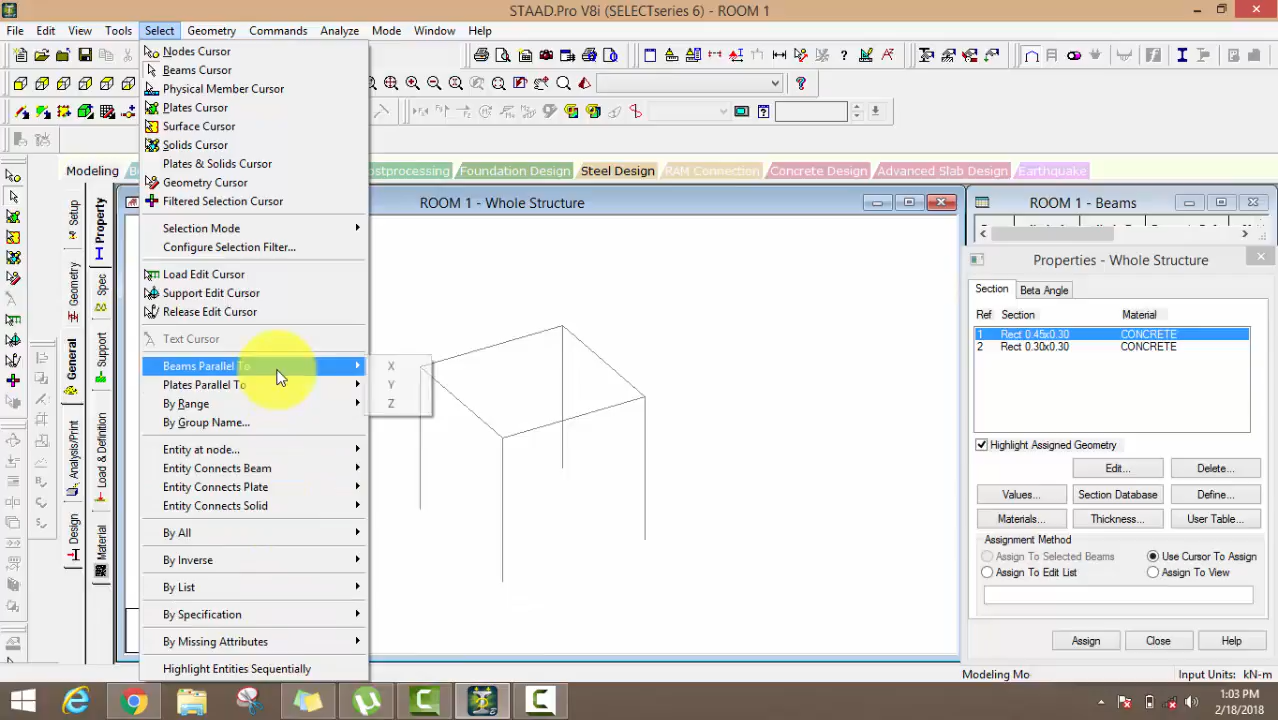 STAAD.Pro V8i (SELECTseries 6) - ROOM 1
File Edit View Tools Select Geometry Commands Analyze Mode Window Help
Nodes Cursor
Beams Cursor
Physical Member Cursor
Plates Cursor
Surface Cursor
Solids Cursor
Plates & Solids Cursor
Geometry Cursor
Filtered Selection Cursor
Selection Mode
Configure Selection Filter...
Load Edit Cursor
Support Edit Cursor
Release Edit Cursor
Text Cursor
Beams Parallel To
Plates Parallel To
By Range
By Group Name...
Entity at node...
Entity Connects Beam
Entity Connects Plate
Entity Connects Solid
By All
By Inverse
By List
By Specification
By Missing Attributes
Highlight Entities Sequentially
X
Y
Z
Modeling Foundation Design Steel Design RAM Connection Concrete Design Advanced Slab Design Earthquake
Setup
Geometry
General
Analysis/Print
Design
Property
Spec
Support
Load & Definition
Material
ROOM 1 - Whole Structure
ROOM 1 - Beams
Properties - Whole Structure
Section Beta Angle
Ref Section Material
1 Rect 0.45x0.30 CONCRETE
2 Rect 0.30x0.30 CONCRETE
Highlight Assigned Geometry
Edit... Delete...
Values... Section Database Define...
Materials... Thickness... User Table...
Assignment Method
Assign To Selected Beams Use Cursor To Assign
Assign To Edit List Assign To View
Assign Close Help
Modeling Mo Input Units: kN-m
1:03 PM
2/18/2018